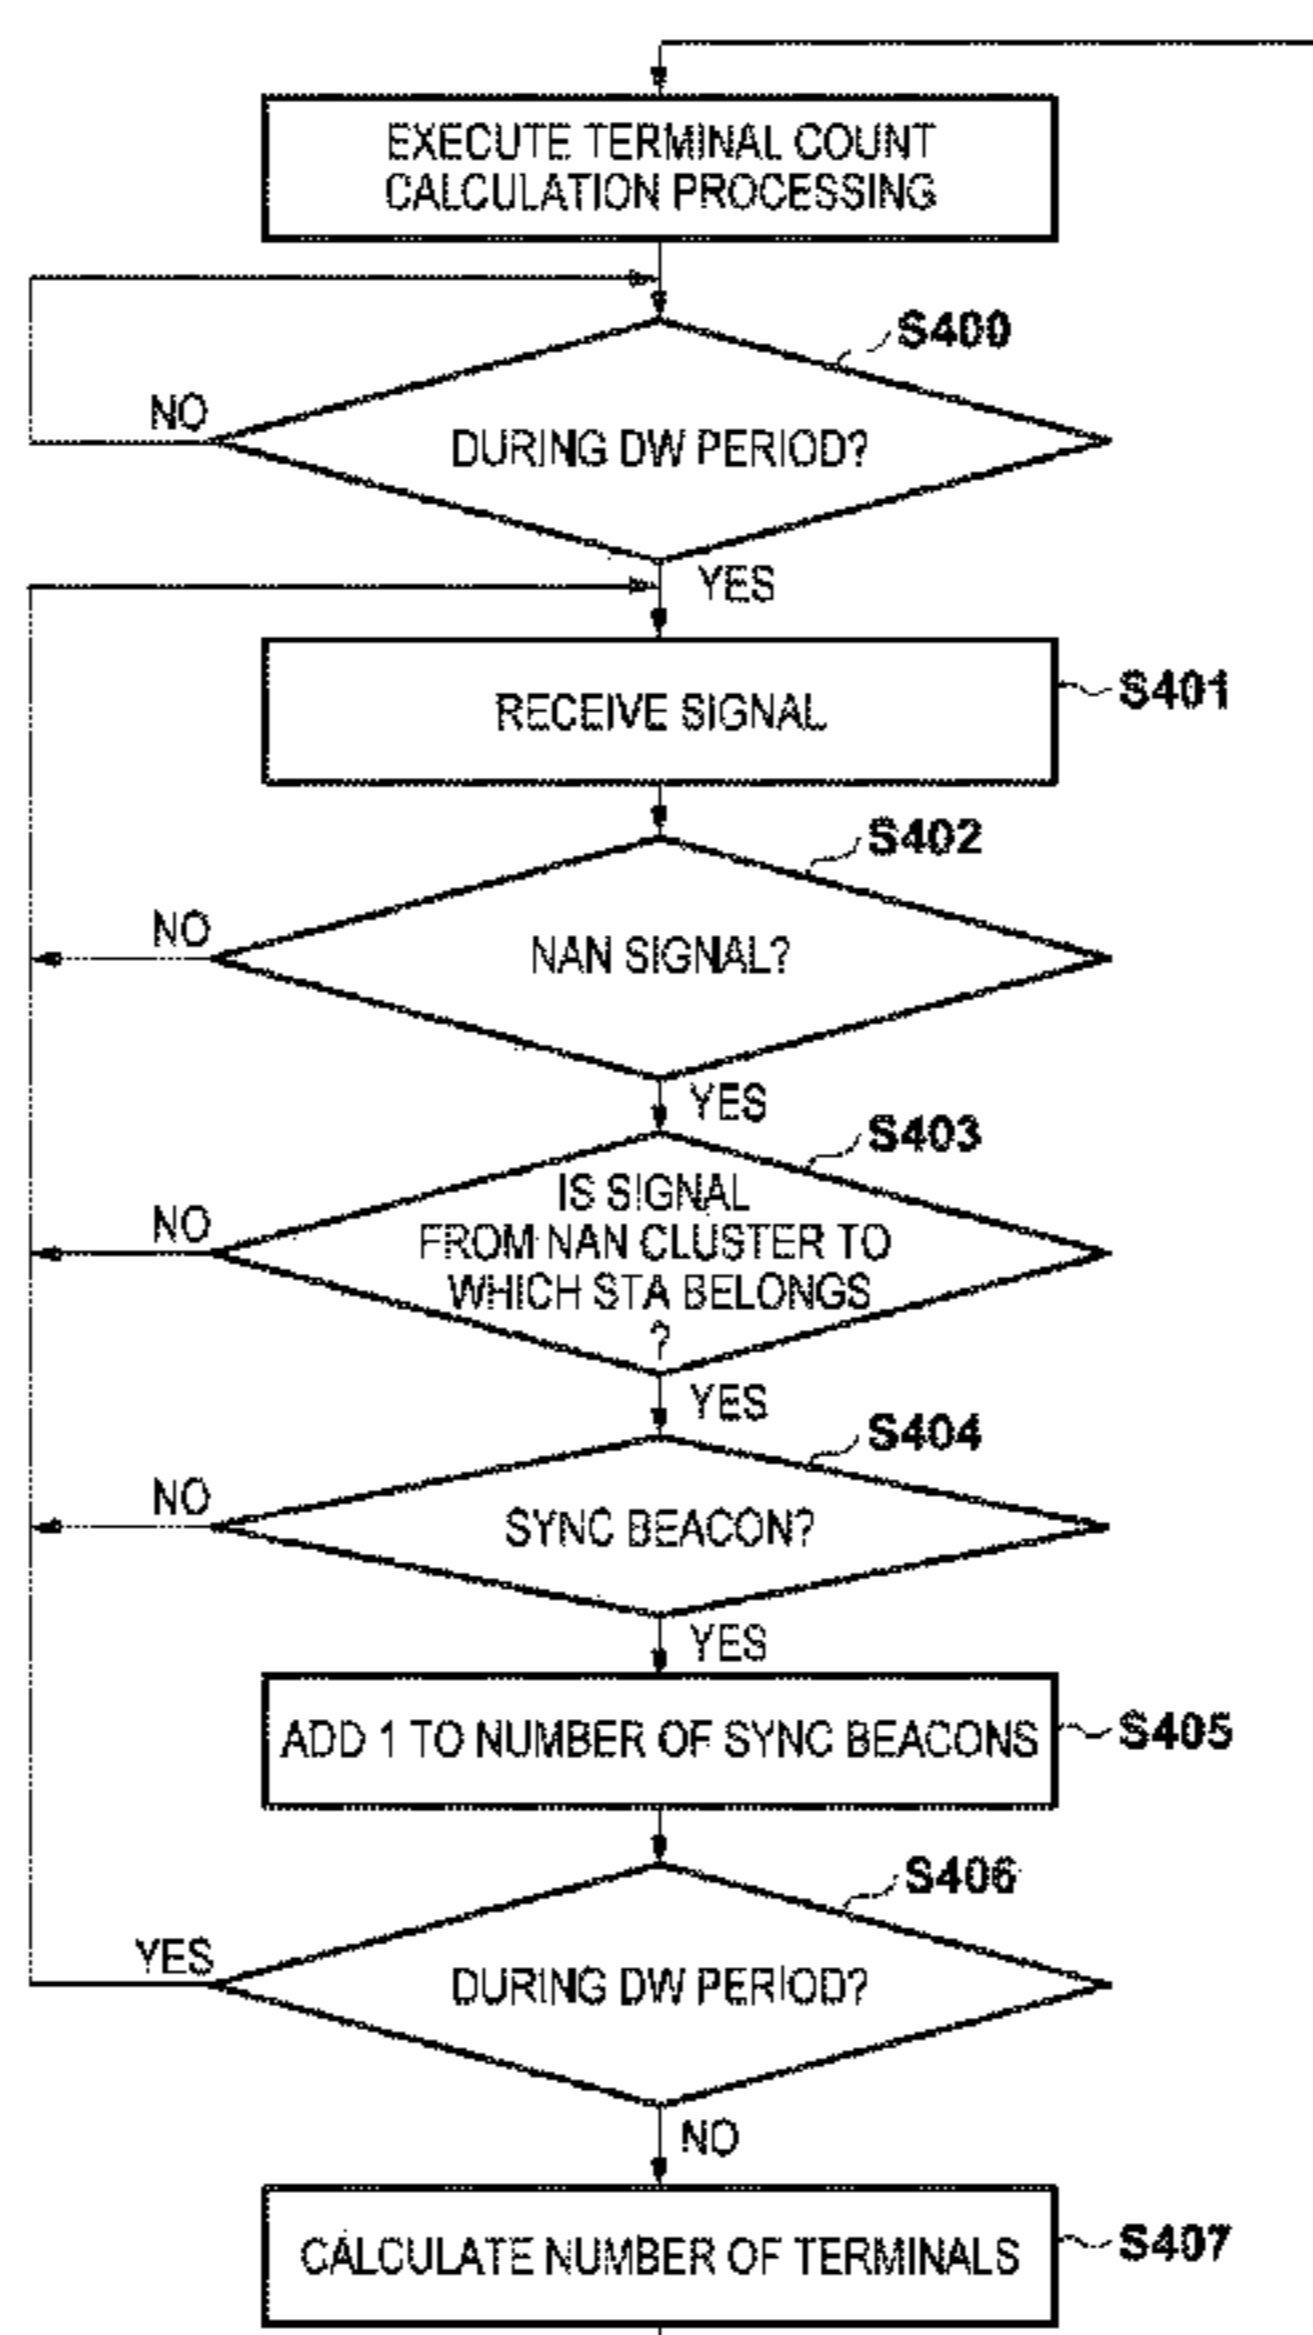 EXECUTE TERMINAL COUNT
CALCULATION PROCESSING
S400
NO
DURING DW PERIOD?
YES
RECEIVE SIGNAL
S401
S402
NO
NAN SIGNAL?
YES
S403
NO
IS SIGNAL
FROM NAN CLUSTER TO
WHICH STA BELONGS
?
YES
S404
NO
SYNC BEACON?
YES
ADD 1 TO NUMBER OF SYNC BEACONS
S405
S406
YES
DURING DW PERIOD?
NO
CALCULATE NUMBER OF TERMINALS
S407